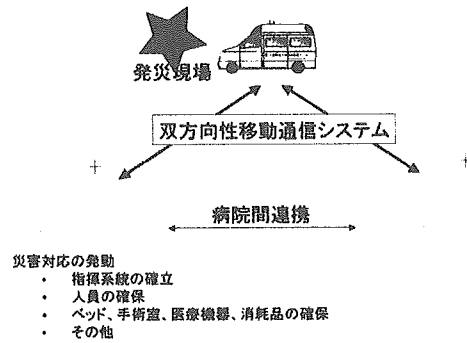 発災現場
双方向性移動通信システム
病院間連携
災害対応の発動
・ 指揮系統の確立
・ 人員の確保
・ ベッド、手術室、医療機器、消耗品の確保
・ その他